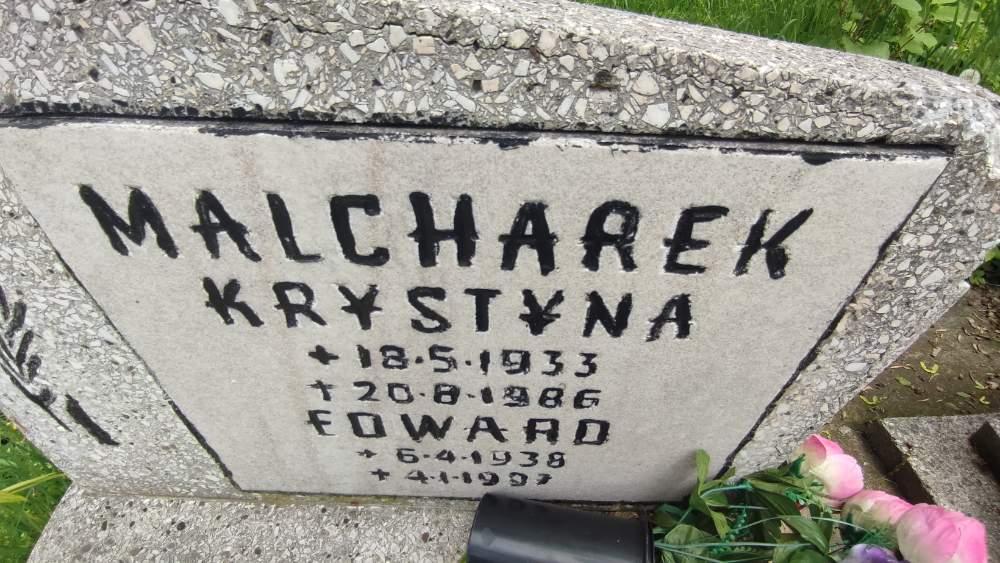 MALCHAREK
KRYSTYNA
* 18·5·1933
† 20·8·1986
EDWARD
* 6·4·1938
† 4·1·1997